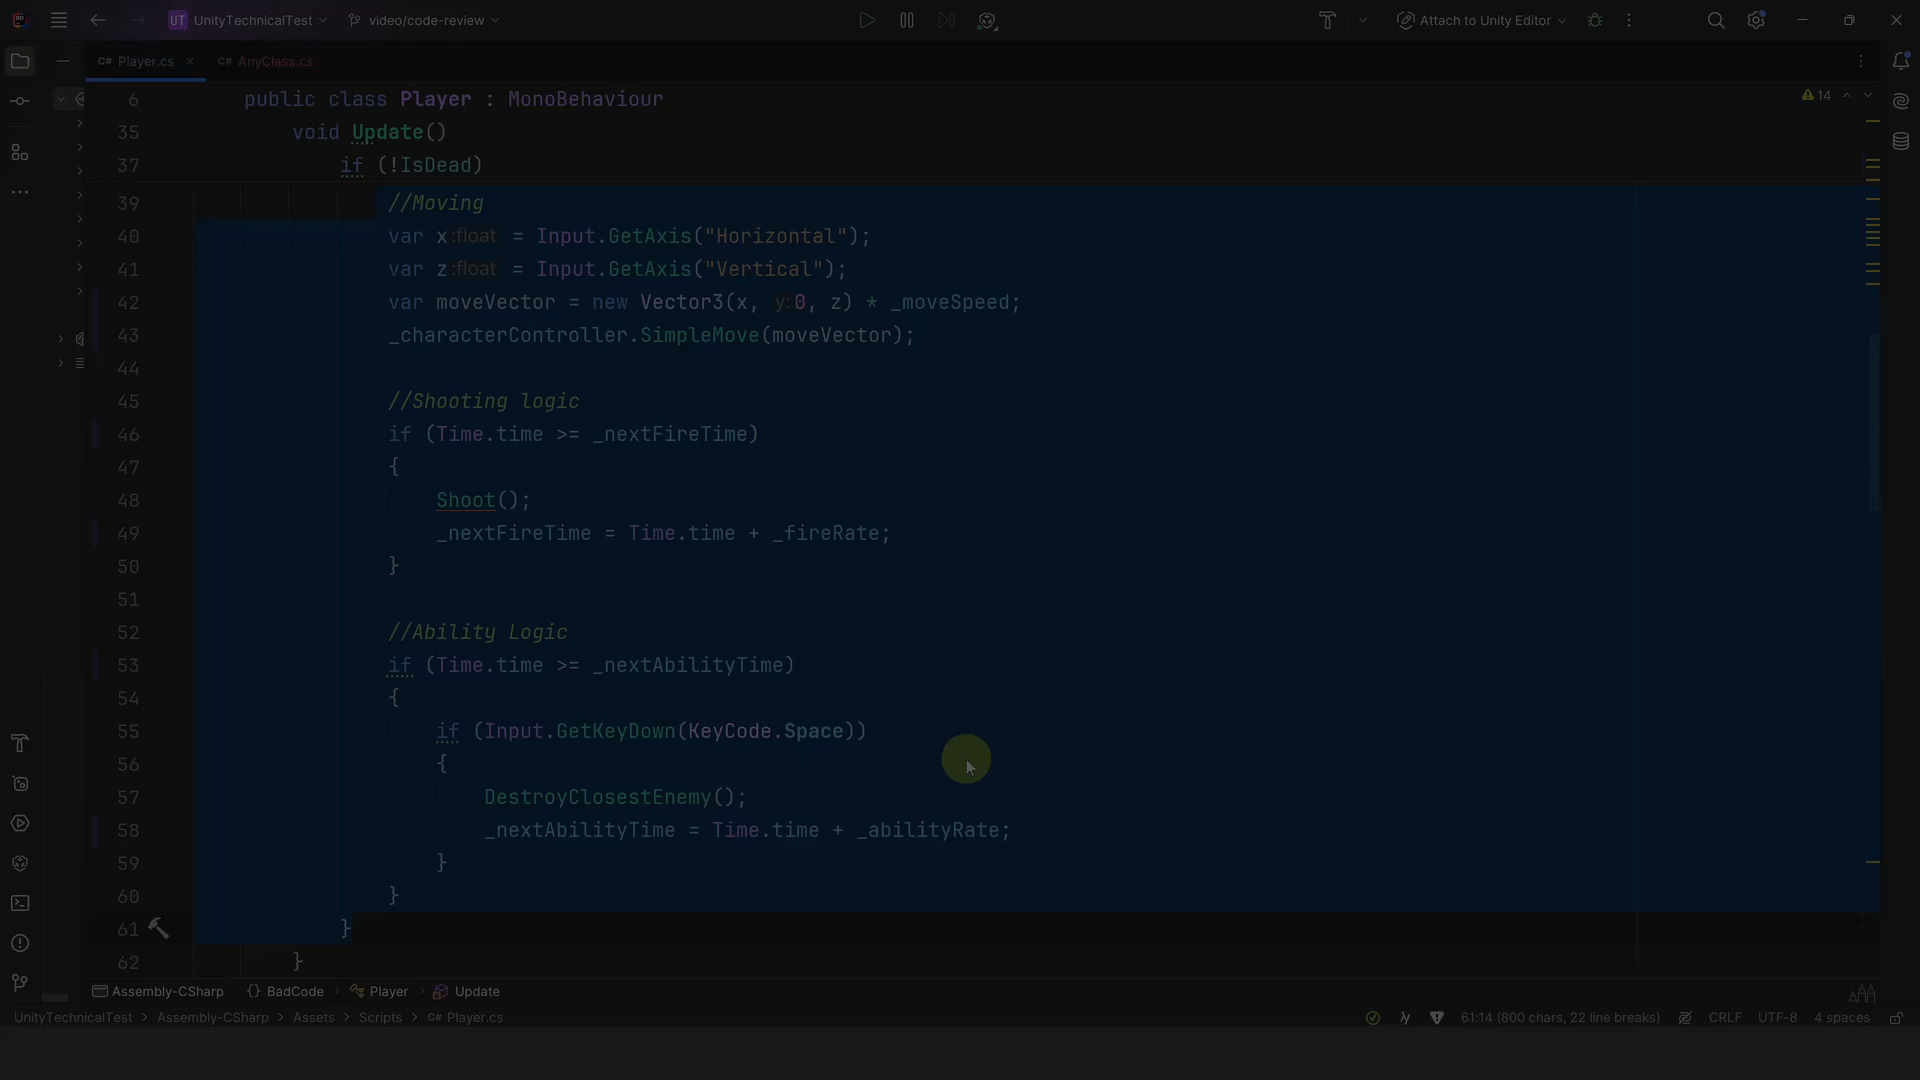 UT UnityTechnicalTest video/code-review Attach to Unity Editor
C# Player.cs C# AnyClass.cs
6 public class Player : MonoBehaviour 14
35 void Update()
37 if (!IsDead)
39 //Moving
40 var x:float = Input.GetAxis("Horizontal");
41 var z:float = Input.GetAxis("Vertical");
42 var moveVector = new Vector3(x, y:0, z) * _moveSpeed;
43 _characterController.SimpleMove(moveVector);
44
45 //Shooting logic
46 if (Time.time >= _nextFireTime)
47 {
48 Shoot();
49 _nextFireTime = Time.time + _fireRate;
50 }
51
52 //Ability Logic
53 if (Time.time >= _nextAbilityTime)
54 {
55 if (Input.GetKeyDown(KeyCode.Space))
56 {
57 DestroyClosestEnemy();
58 _nextAbilityTime = Time.time + _abilityRate;
59 }
60 }
61 }
62 }
Assembly-CSharp {} BadCode › Player › Update
UnityTechnicalTest > Assembly-CSharp > Assets > Scripts > C# Player.cs 61:14 (800 chars, 22 line breaks) CRLF UTF-8 4 spaces